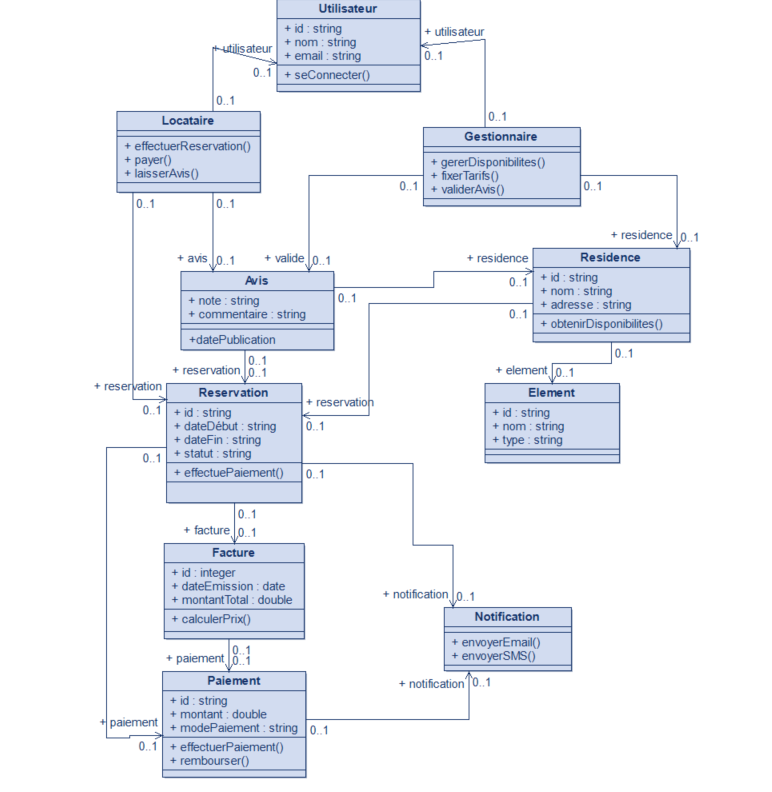 Utilisateur
+ id : string
+ nom : string
+ email : string
+ seConnecter()
+ utilisateur
0..1
0..1
+ utilisateur
0..1
0..1
Locataire
+ effectuerReservation()
+ payer()
+ laisserAvis()
Gestionnaire
+ gererDisponibilites()
+ fixerTarifs()
+ validerAvis()
0..1
0..1
0..1
0..1
+ avis
0..1
+ valide
0..1
+ residence
0..1
+ residence
0..1
Avis
+ note : string
+ commentaire : string
+datePublication
0..1
0..1
Residence
+ id : string
+ nom : string
+ adresse : string
+ obtenirDisponibilites()
0..1
0..1
+ element
0..1
Element
+ id : string
+ nom : string
+ type : string
+ reservation
0..1
+ reservation
0..1
+ reservation
0..1
Reservation
+ id : string
+ dateDébut : string
+ dateFin : string
+ statut : string
+ effectuePaiement()
0..1
0..1
0..1
+ facture
0..1
Facture
+ id : integer
+ dateEmission : date
+ montantTotal : double
+ calculerPrix()
0..1
+ paiement
0..1
+ notification
0..1
Notification
+ envoyerEmail()
+ envoyerSMS()
+ notification
0..1
Paiement
+ id : string
+ montant : double
+ modePaiement : string
+ effectuerPaiement()
+ rembourser()
+ paiement
0..1
0..1